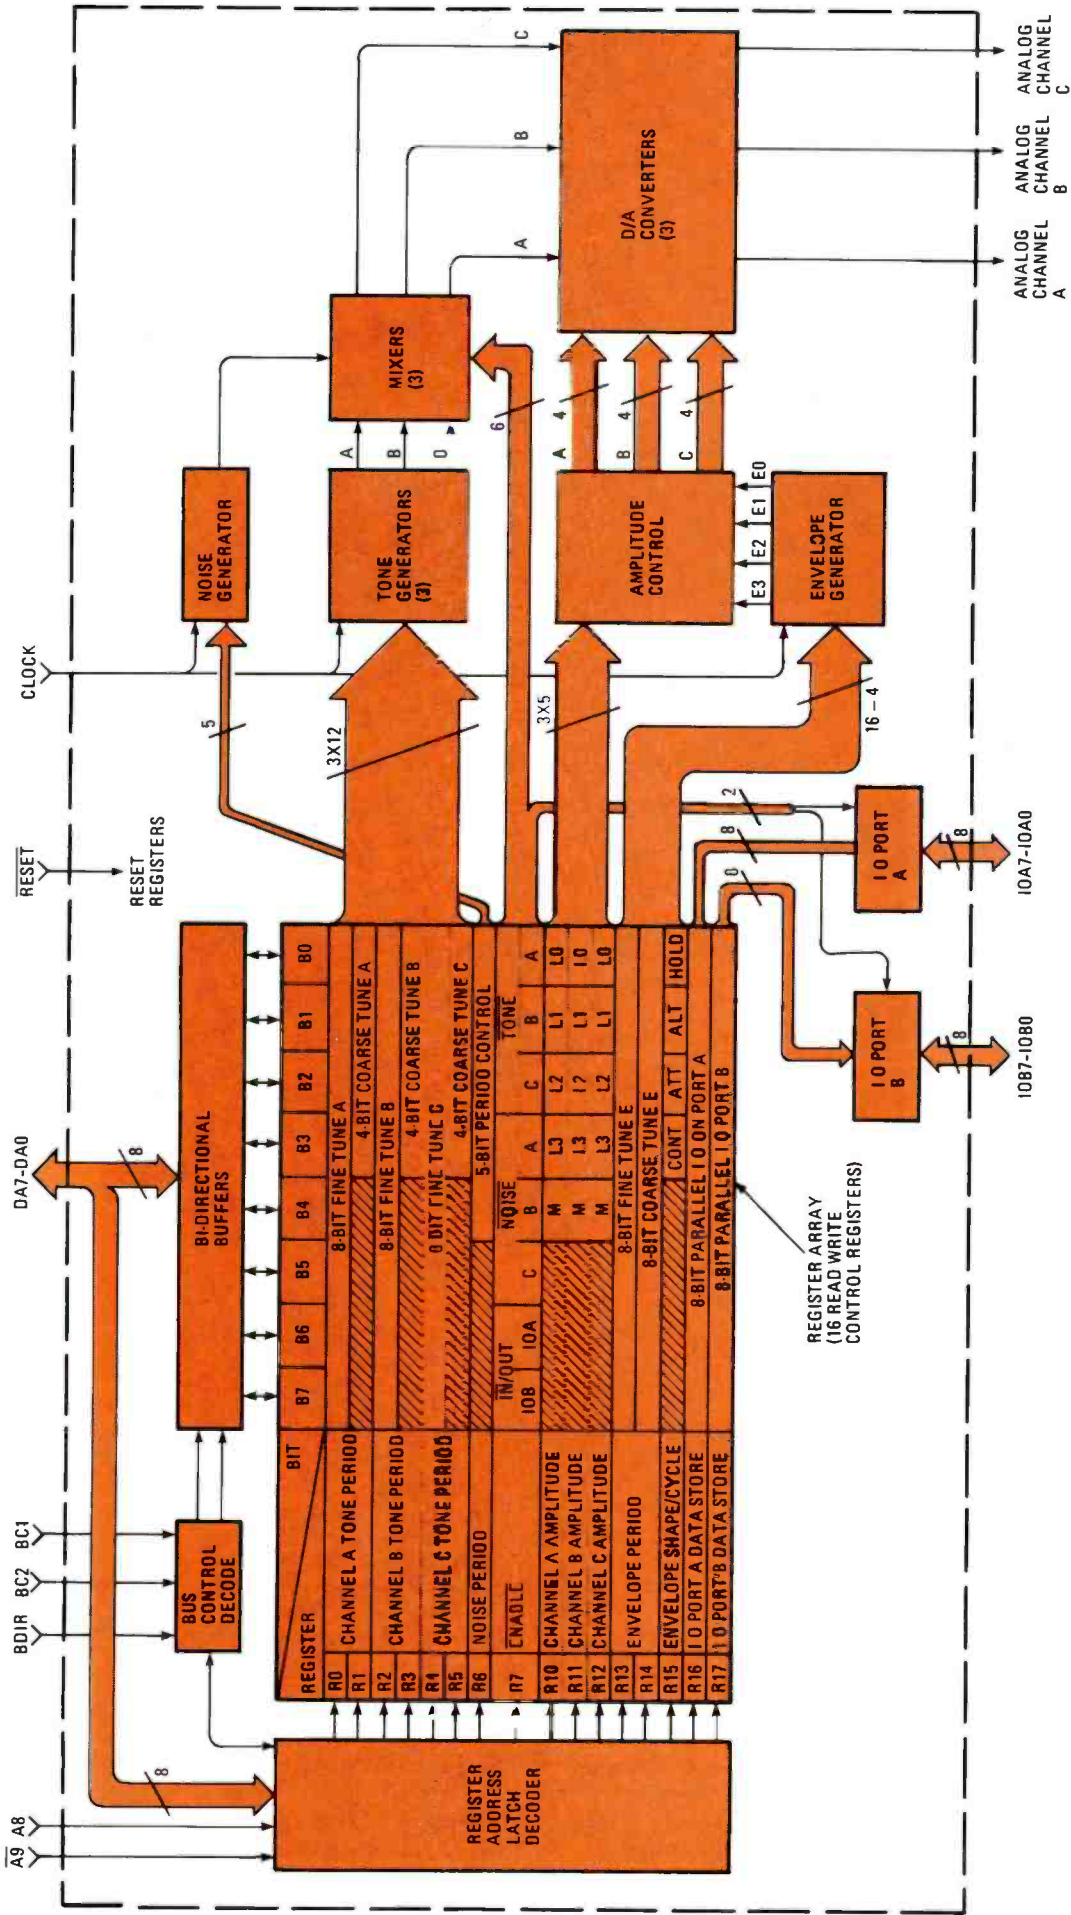 A9
A8
BDIR
BC2
BC1
DA7-DA0
RESET
CLOCK
8
BUS
CONTROL
DECODE
BI-DIRECTIONAL
BUFFERS
8
RESET
REGISTERS
5
NOISE
GENERATOR
REGISTER
ADDRESS
LATCH
DECODER
REGISTER
BIT
B7
B6
B5
B4
B3
B2
B1
B0
R0
CHANNEL A TONE PERIOD
8-BIT FINE TUNE A
R1
4-BIT COARSE TUNE A
R2
CHANNEL B TONE PERIOD
8-BIT FINE TUNE B
R3
4-BIT COARSE TUNE B
R4
CHANNEL C TONE PERIOD
8 BIT FINE TUNE C
R5
4-BIT COARSE TUNE C
R6
NOISE PERIOD
5-BIT PERIOD CONTROL
R7
ENABLE
IN/OUT
NOISE
TONE
IOB
IOA
C
B
A
C
B
A
R10
CHANNEL A AMPLITUDE
M
L3
L2
L1
L0
R11
CHANNEL B AMPLITUDE
M
L3
L2
L1
L0
R12
CHANNEL C AMPLITUDE
M
L3
L2
L1
L0
R13
ENVELOPE PERIOD
8-BIT FINE TUNE E
R14
8-BIT COARSE TUNE E
R15
ENVELOPE SHAPE/CYCLE
CONT
ATT
ALT
HOLD
R16
I O PORT A DATA STORE
8-BIT PARALLEL I O ON PORT A
R17
I O PORT B DATA STORE
8-BIT PARALLEL I O PORT B
3X12
TONE
GENERATORS
(3)
A
B
MIXERS
(3)
A
B
C
6
3X5
AMPLITUDE
CONTROL
A
4
B
4
C
4
D/A
CONVERTERS
(3)
E3
E2
E1
E0
16-4
ENVELOPE
GENERATOR
2
8
REGISTER ARRAY
(16 READ WRITE
CONTROL REGISTERS)
I O PORT
B
I O PORT
A
8
8
IOB7-IOB0
IOA7-IOA0
ANALOG
CHANNEL
A
ANALOG
CHANNEL
B
ANALOG
CHANNEL
C